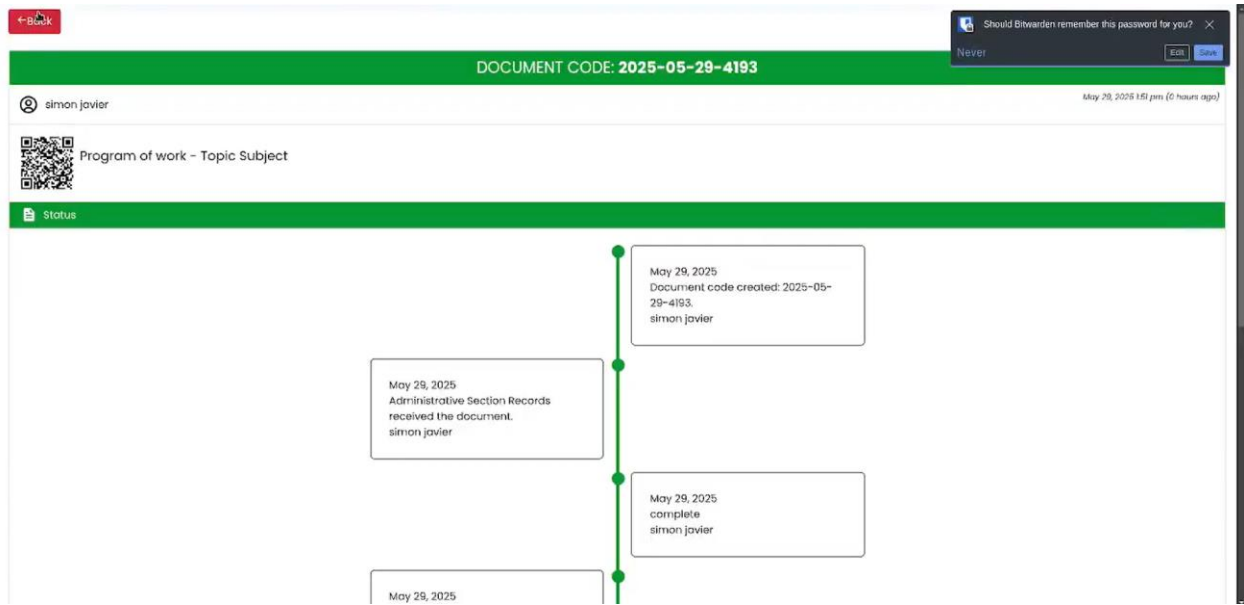 ←Back
Should Bitwarden remember this password for you?
Never
Edit
Save
DOCUMENT CODE: 2025-05-29-4193
simon javier
May 29, 2025 1:51 pm (0 hours ago)
Program of work - Topic Subject
Status
May 29, 2025
Document code created: 2025-05-
29-4193.
simon javier
May 29, 2025
Administrative Section Records
received the document.
simon javier
May 29, 2025
complete
simon javier
May 29, 2025